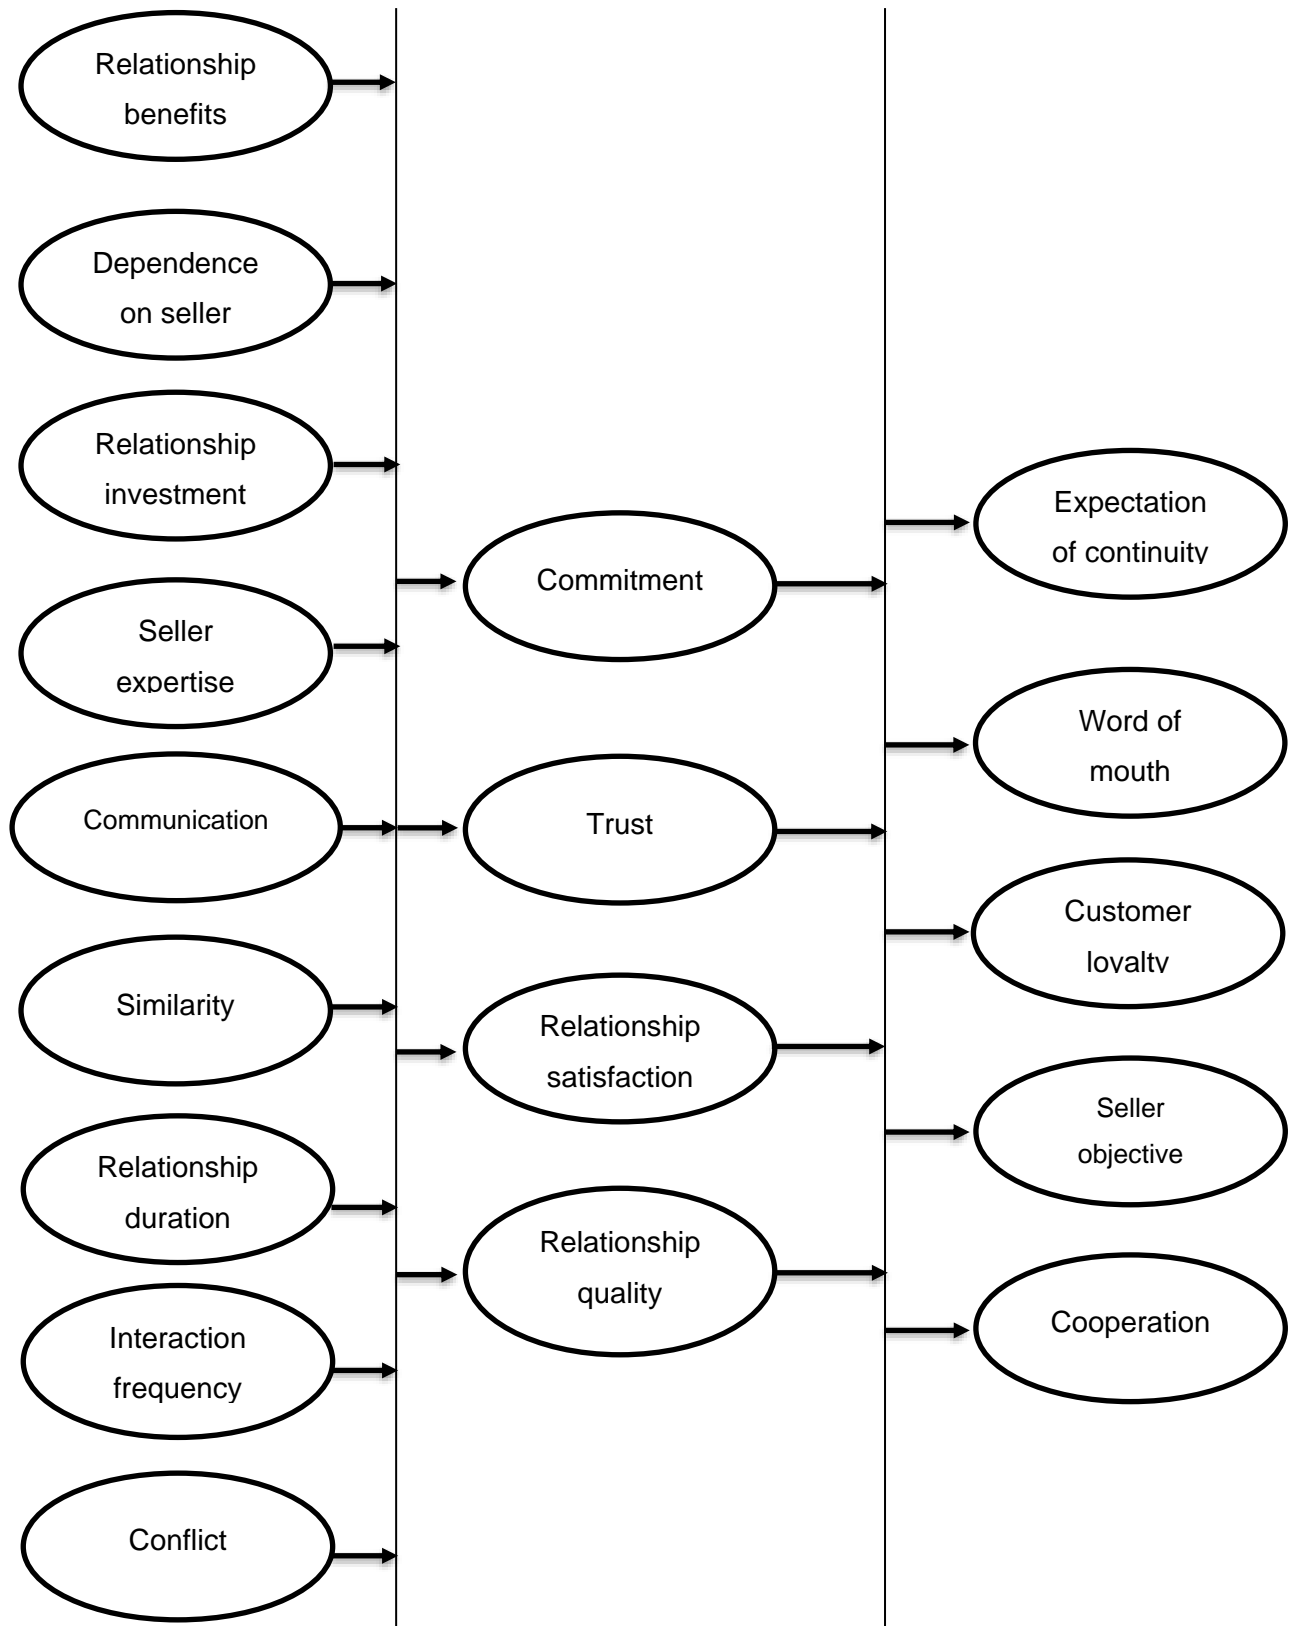 Relationship
benefits
Dependence
on seller
Relationship
investment
Seller
expertise
Communication
Similarity
Relationship
duration
Interaction
frequency
Conflict
Commitment
Trust
Relationship
satisfaction
Relationship
quality
Expectation
of continuity
Word of
mouth
Customer
loyalty
Seller
objective
Cooperation